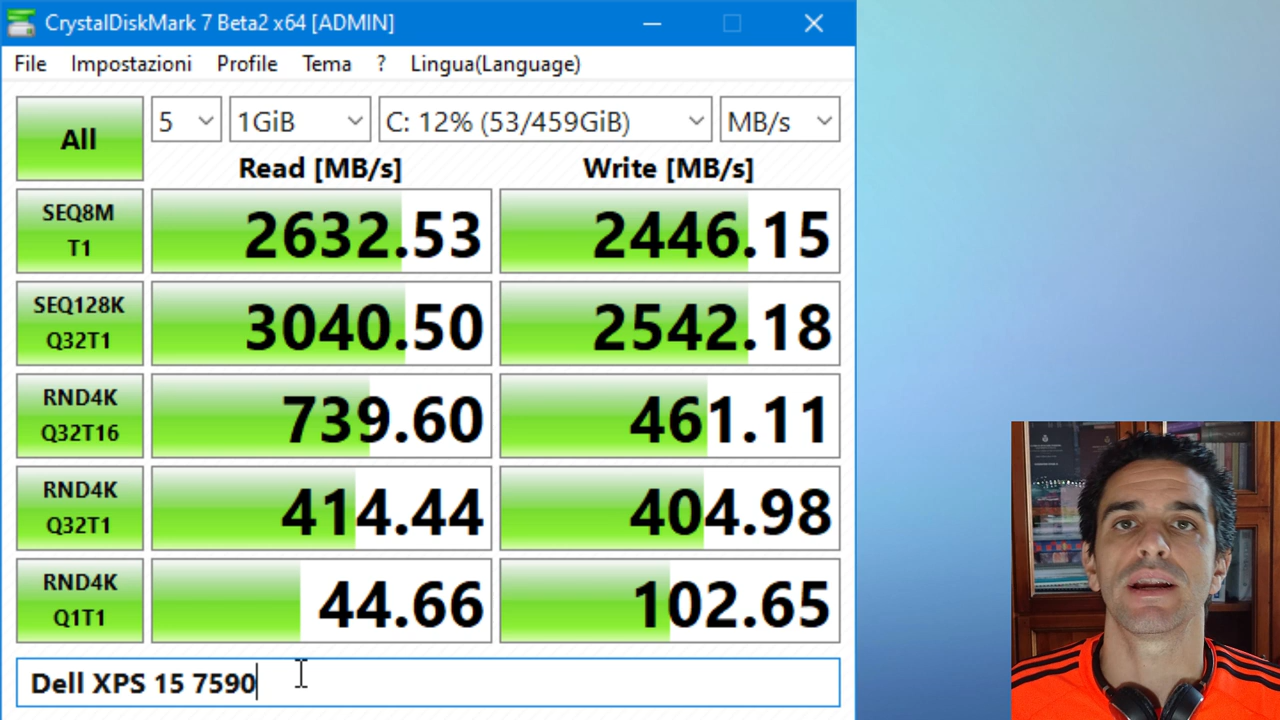 CrystalDiskMark 7 Beta2 x64 [ADMIN]
File Impostazioni Profile Tema ? Lingua(Language)
All 5 1GiB C: 12% (53/459GiB) MB/s
Read [MB/s] Write [MB/s]
SEQ8M
T1
2632.53 2446.15
SEQ128K
Q32T1
3040.50 2542.18
RND4K
Q32T16
739.60 461.11
RND4K
Q32T1
414.44 404.98
RND4K
Q1T1
44.66 102.65
Dell XPS 15 7590